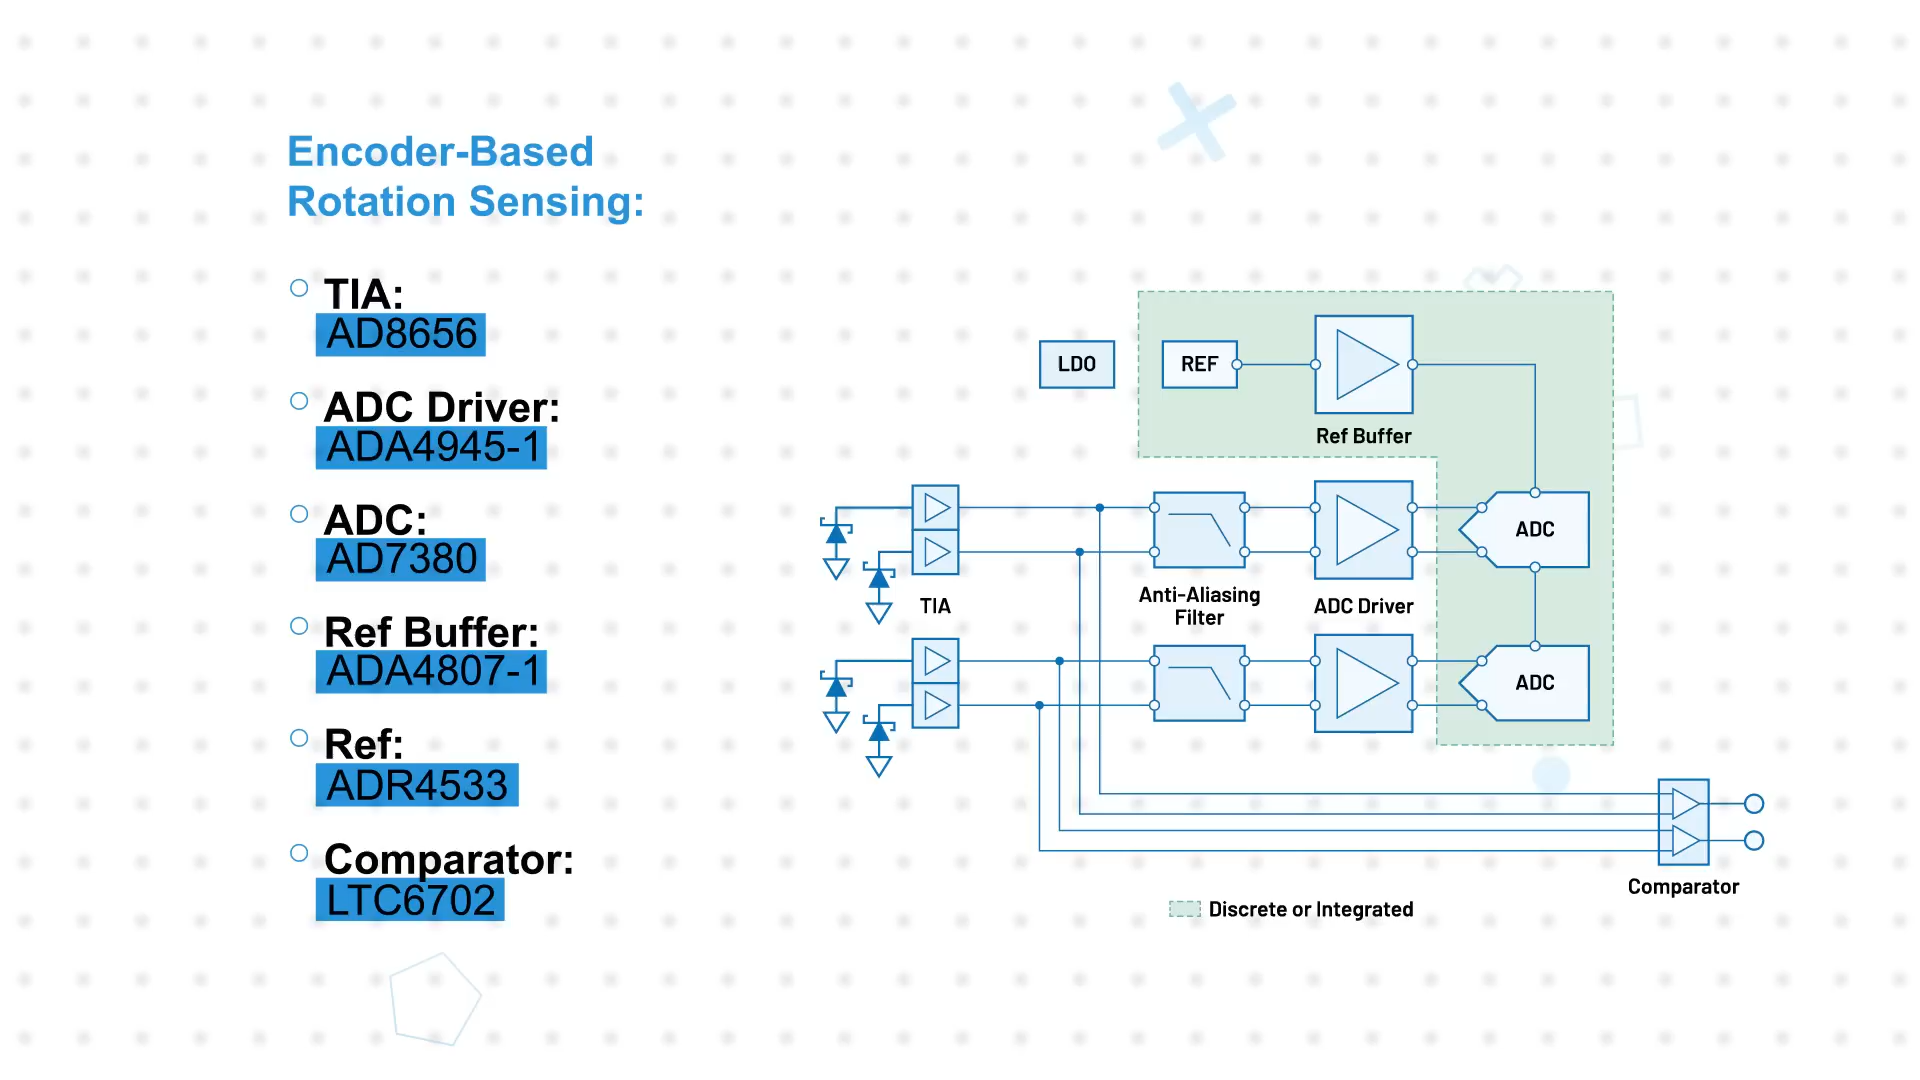 Encoder-Based
Rotation Sensing:
TIA:
AD8656
ADC Driver:
ADA4945-1
ADC:
AD7380
Ref Buffer:
ADA4807-1
Ref:
ADR4533
Comparator:
LTC6702
LDO
REF
Ref Buffer
ADC
TIA
Anti-Aliasing
Filter
ADC Driver
ADC
Comparator
Discrete or Integrated